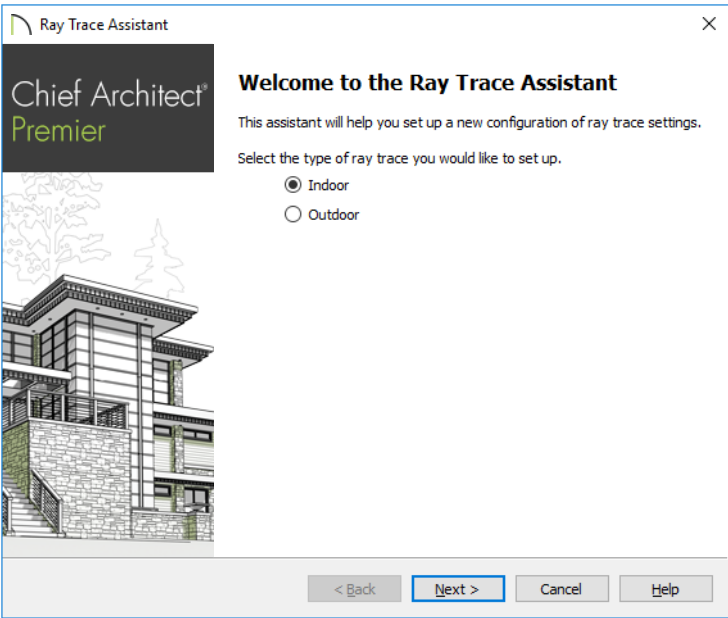 Ray Trace Assistant
Chief Architect®
Premier
Welcome to the Ray Trace Assistant
This assistant will help you set up a new configuration of ray trace settings.
Select the type of ray trace you would like to set up.
Indoor
Outdoor
< Back Next > Cancel Help